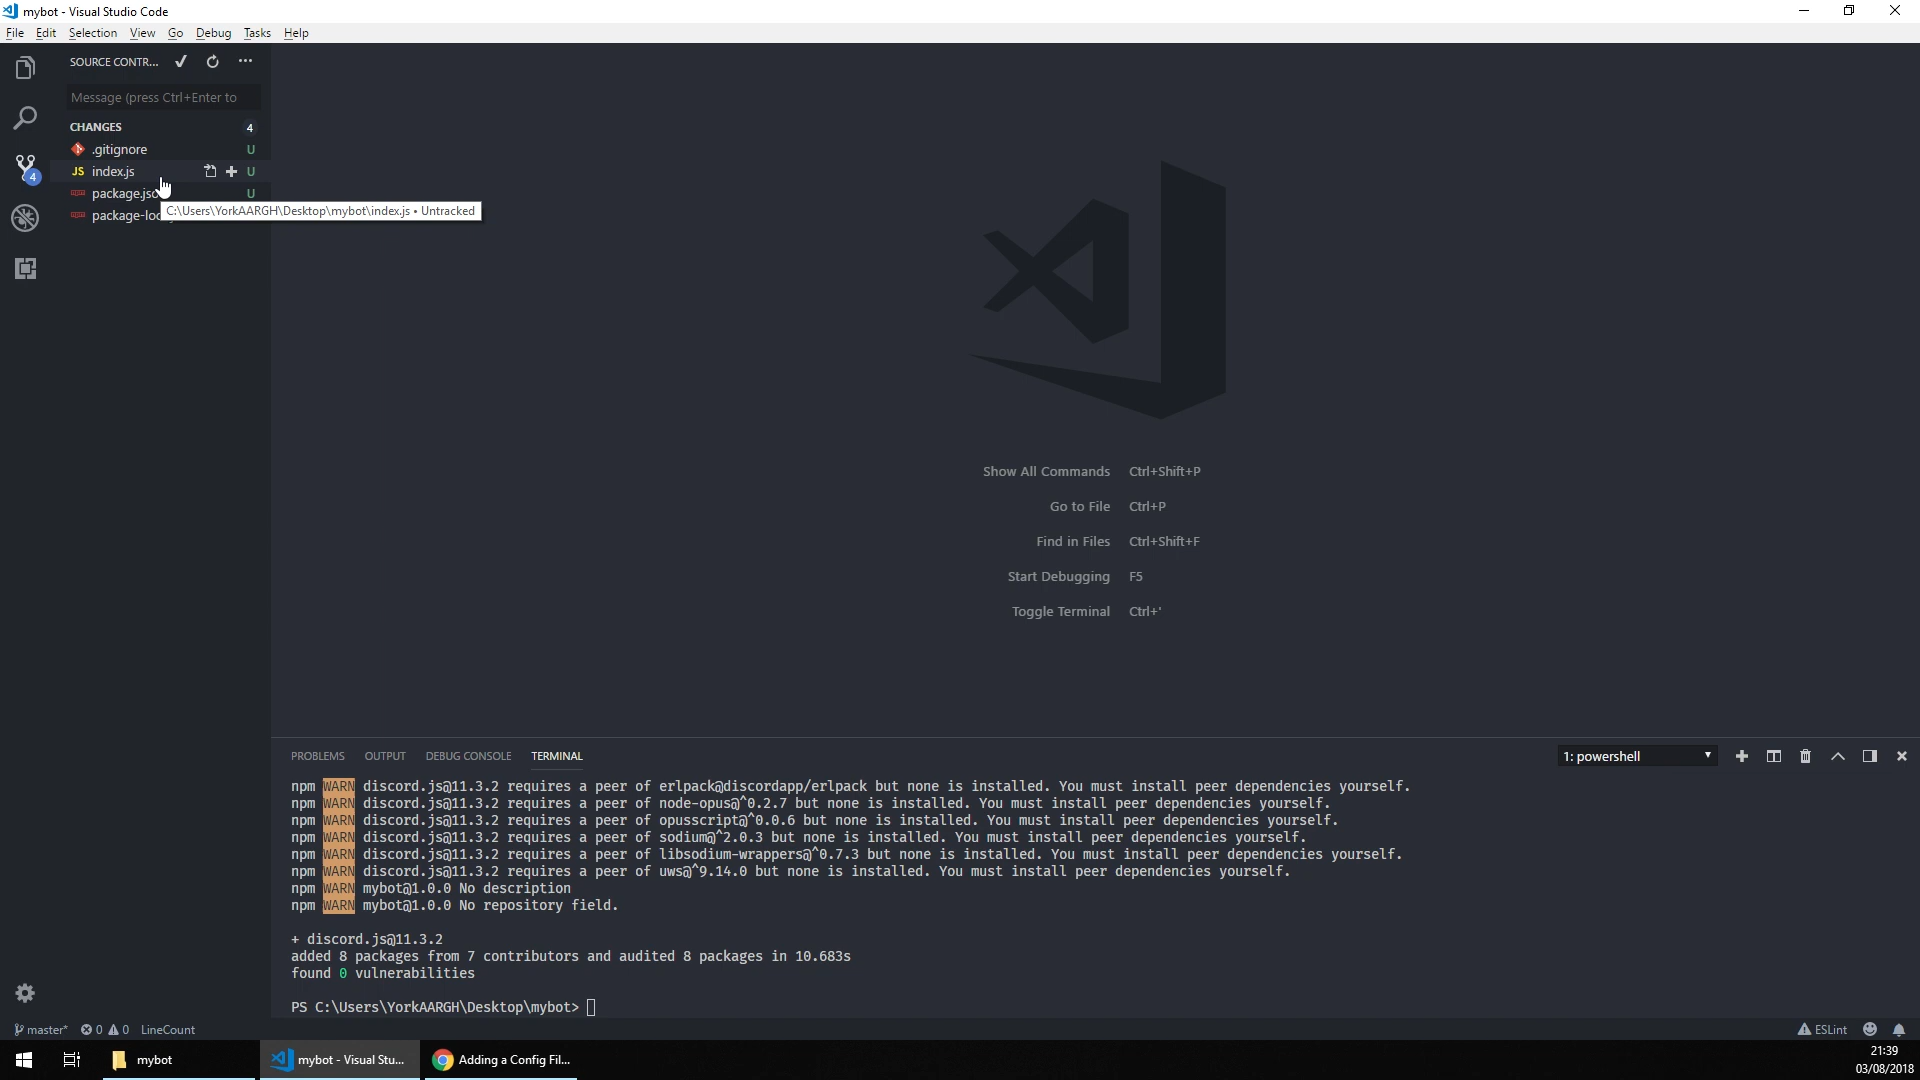 mybot - Visual Studio Code
File Edit Selection View Go Debug Tasks Help
SOURCE CONTR...
Message (press Ctrl+Enter to
CHANGES 4
.gitignore U
JS index.js U
4
package.jso U
C:\Users\YorkAARGH\Desktop\mybot\index.js • Untracked
package-loc
Show All Commands Ctrl+Shift+P
Go to File Ctrl+P
Find in Files Ctrl+Shift+F
Start Debugging F5
Toggle Terminal Ctrl+'
PROBLEMS OUTPUT DEBUG CONSOLE TERMINAL 1: powershell
npm WARN discord.js@11.3.2 requires a peer of erlpack@discordapp/erlpack but none is installed. You must install peer dependencies yourself.
npm WARN discord.js@11.3.2 requires a peer of node-opus@^0.2.7 but none is installed. You must install peer dependencies yourself.
npm WARN discord.js@11.3.2 requires a peer of opusscript@^0.0.6 but none is installed. You must install peer dependencies yourself.
npm WARN discord.js@11.3.2 requires a peer of sodium@^2.0.3 but none is installed. You must install peer dependencies yourself.
npm WARN discord.js@11.3.2 requires a peer of libsodium-wrappers@^0.7.3 but none is installed. You must install peer dependencies yourself.
npm WARN discord.js@11.3.2 requires a peer of uws@^9.14.0 but none is installed. You must install peer dependencies yourself.
npm WARN mybot@1.0.0 No description
npm WARN mybot@1.0.0 No repository field.
+ discord.js@11.3.2
added 8 packages from 7 contributors and audited 8 packages in 10.683s
found 0 vulnerabilities
PS C:\Users\YorkAARGH\Desktop\mybot>
master* 0 0 LineCount ESLint
mybot mybot - Visual Stu... Adding a Config Fil... 21:39
03/08/2018